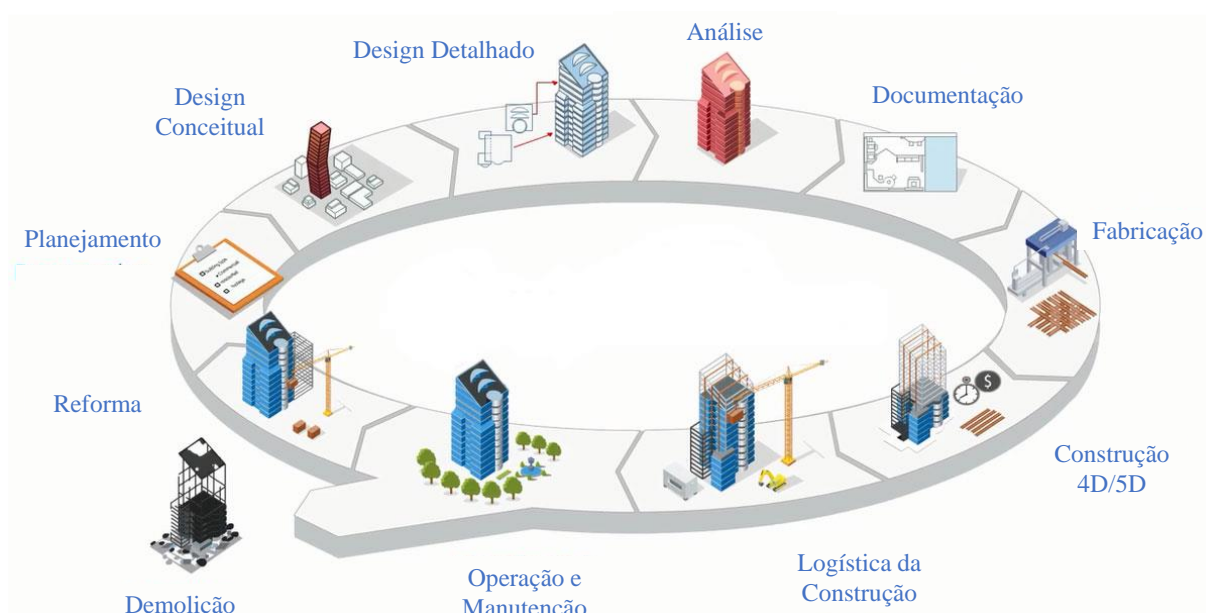 Design Detalhado
Análise
Design
Conceitual
Documentação
Planejamento
Fabricação
Reforma
Construção
4D/5D
Logística da
Construção
Operação e
Manutenção
Demolição
$